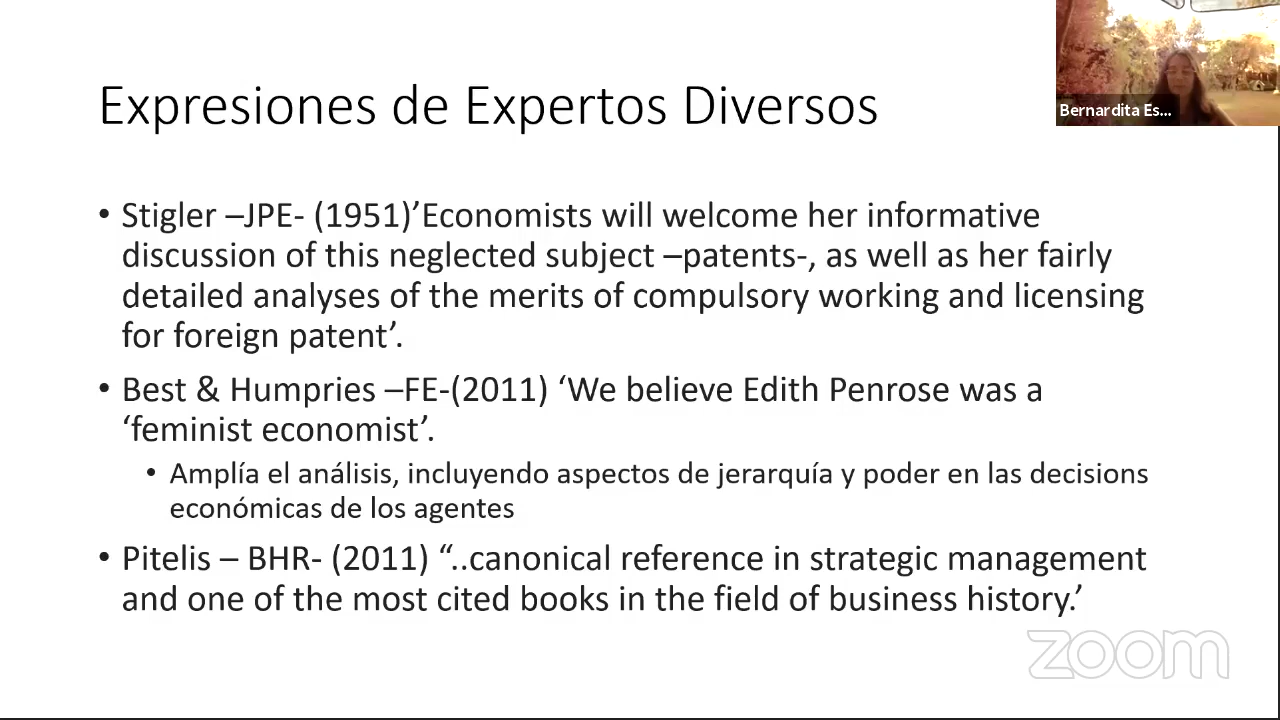 Expresiones de Expertos Diversos
Bernardita Es...
• Stigler –JPE- (1951)’Economists will welcome her informative
discussion of this neglected subject –patents-, as well as her fairly
detailed analyses of the merits of compulsory working and licensing
for foreign patent’.
• Best & Humpries –FE-(2011) ‘We believe Edith Penrose was a
‘feminist economist’.
• Amplía el análisis, incluyendo aspectos de jerarquía y poder en las decisions
económicas de los agentes
• Pitelis – BHR- (2011) “..canonical reference in strategic management
and one of the most cited books in the field of business history.’
zoom